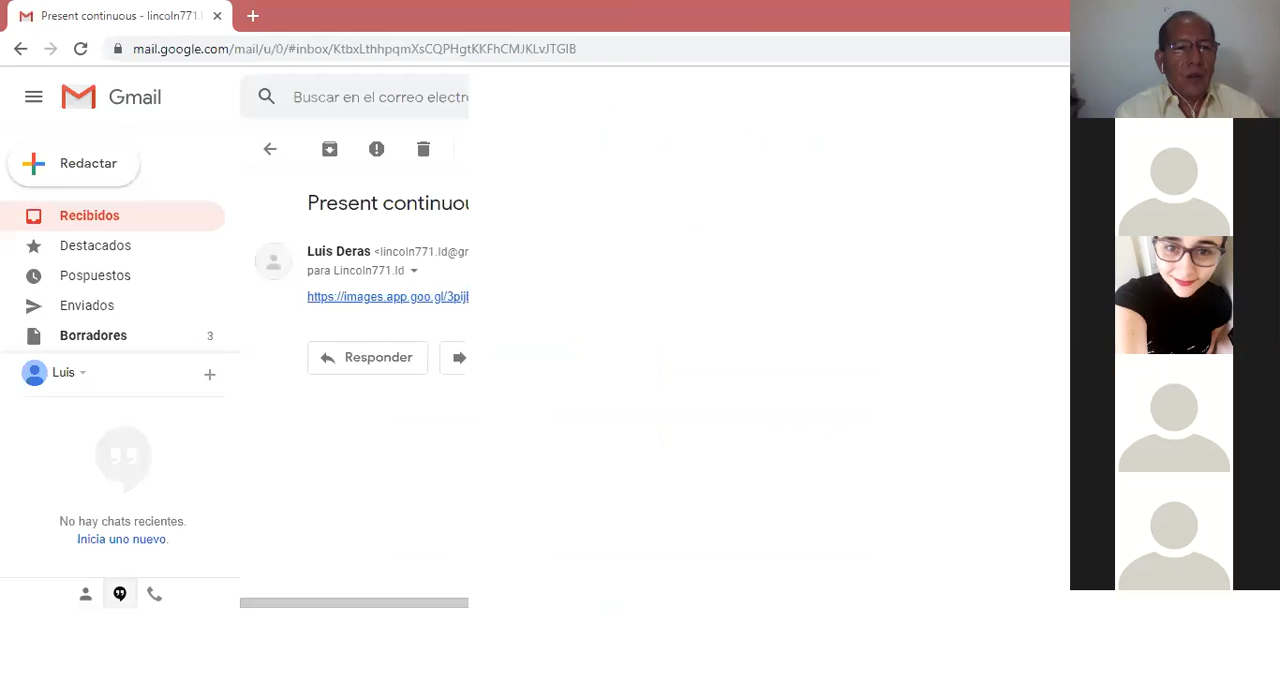 Present continuous - lincoln771.
mail.google.com/mail/u/0/#inbox/KtbxLthhpqmXsCQPHgtKKFhCMJKLvJTGlB
Gmail
Buscar en el correo electr
Redactar
Present continuou
Recibidos
Destacados
Pospuestos
Enviados
Borradores 3
Luis Deras <lincoln771.ld@g
para Lincoln771.ld
https://images.app.goo.gl/3pij
Responder
Luis
No hay chats recientes.
Inicia uno nuevo.